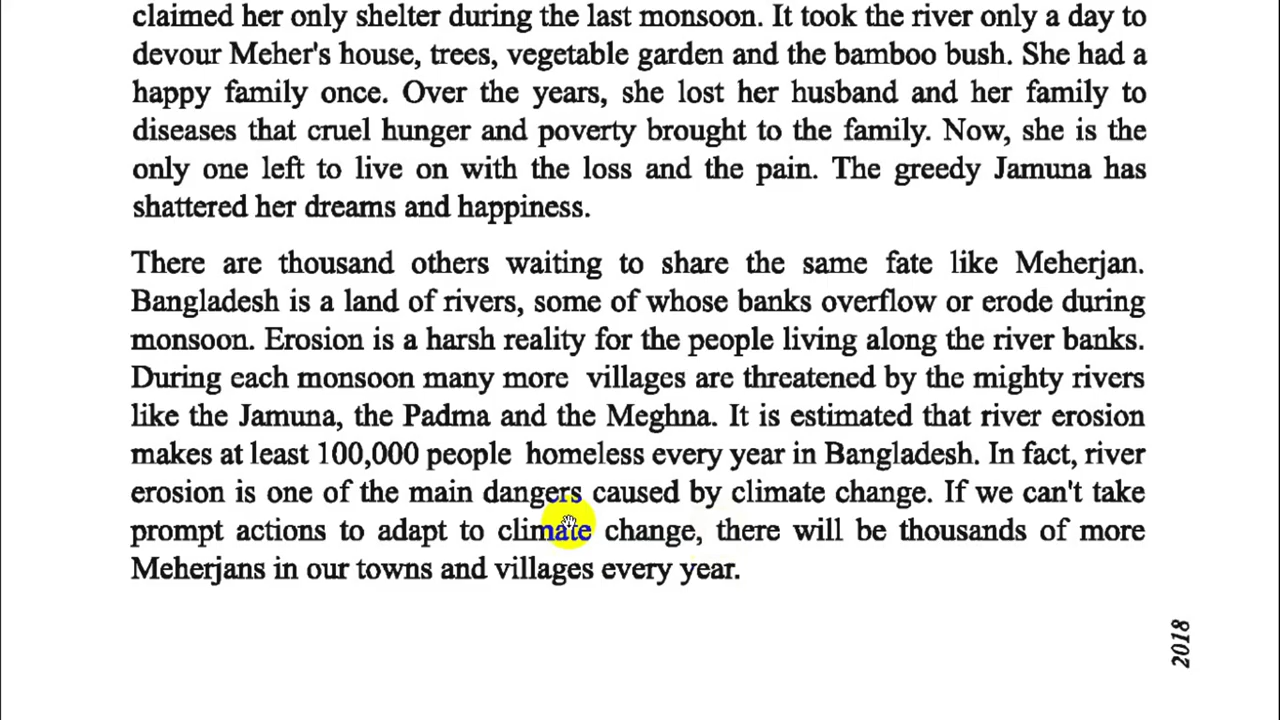 claimed her only shelter during the last monsoon. It took the river only a day to
devour Meher's house, trees, vegetable garden and the bamboo bush. She had a
happy family once. Over the years, she lost her husband and her family to
diseases that cruel hunger and poverty brought to the family. Now, she is the
only one left to live on with the loss and the pain. The greedy Jamuna has
shattered her dreams and happiness.
There are thousand others waiting to share the same fate like Meherjan.
Bangladesh is a land of rivers, some of whose banks overflow or erode during
monsoon. Erosion is a harsh reality for the people living along the river banks.
During each monsoon many more villages are threatened by the mighty rivers
like the Jamuna, the Padma and the Meghna. It is estimated that river erosion
makes at least 100,000 people homeless every year in Bangladesh. In fact, river
erosion is one of the main dangers caused by climate change. If we can't take
prompt actions to adapt to climate change, there will be thousands of more
Meherjans in our towns and villages every year.
2018